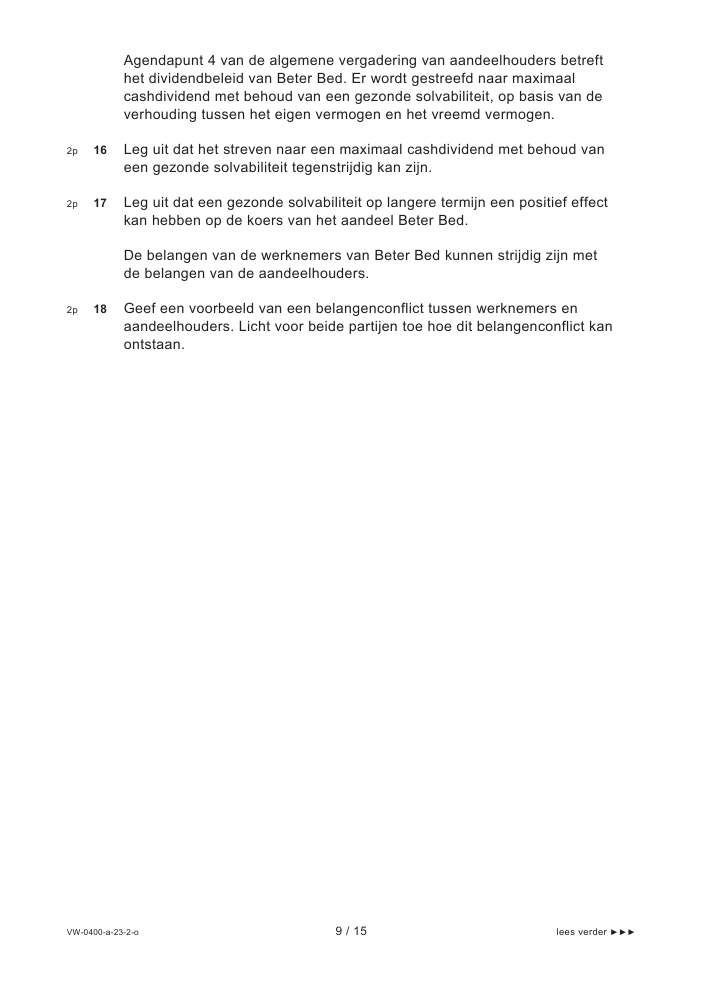 Agendapunt 4 van de algemene vergadering van aandeelhouders betreft
het dividendbeleid van Beter Bed. Er wordt gestreefd naar maximaal
cashdividend met behoud van een gezonde solvabiliteit, op basis van de
verhouding tussen het eigen vermogen en het vreemd vermogen.
2p 16 Leg uit dat het streven naar een maximaal cashdividend met behoud van
een gezonde solvabiliteit tegenstrijdig kan zijn.
2p 17 Leg uit dat een gezonde solvabiliteit op langere termijn een positief effect
kan hebben op de koers van het aandeel Beter Bed.
De belangen van de werknemers van Beter Bed kunnen strijdig zijn met
de belangen van de aandeelhouders.
2p 18 Geef een voorbeeld van een belangenconflict tussen werknemers en
aandeelhouders. Licht voor beide partijen toe hoe dit belangenconflict kan
ontstaan.
VW-0400-a-23-2-o 9 / 15 lees verder ►►►